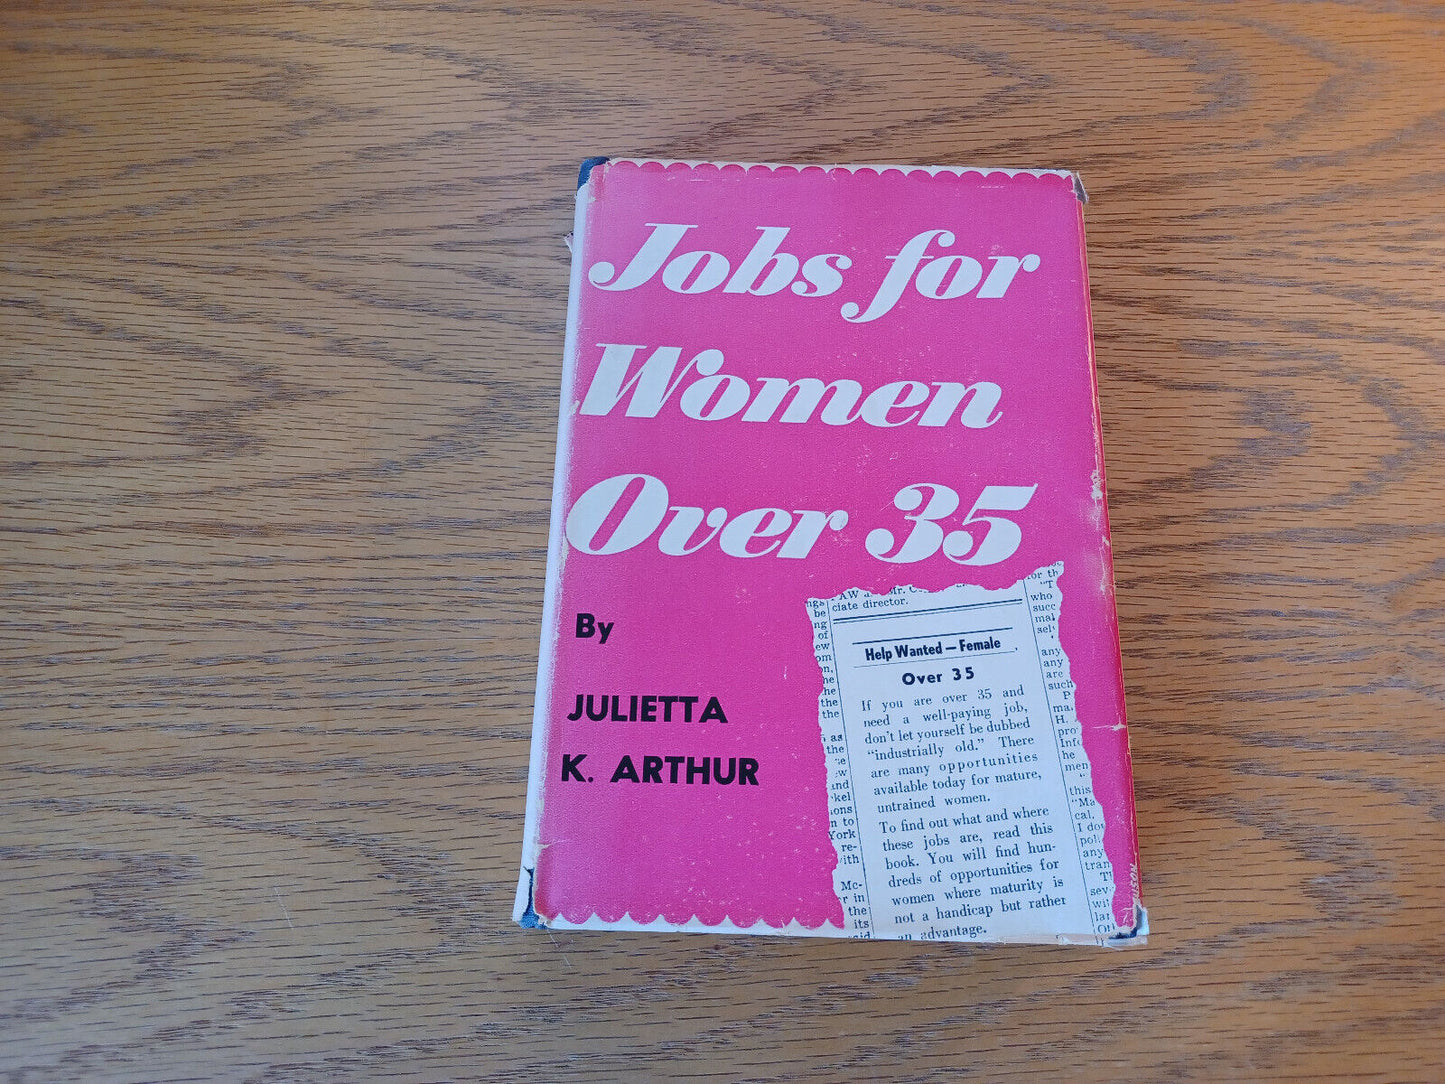 Jobs for
Women
Over 35
By
JULIETTA
K. ARTHUR
ciate director.
Help Wanted — Female
Over 35
If you are over 35 and
need a well-paying job,
don't let yourself be dubbed
"industrially old." There
are many opportunities
available today for mature,
untrained women.
To find out what and where
these jobs are, read this
book. You will find hun-
dreds of opportunities for
women where maturity is
not a handicap but rather
an advantage.